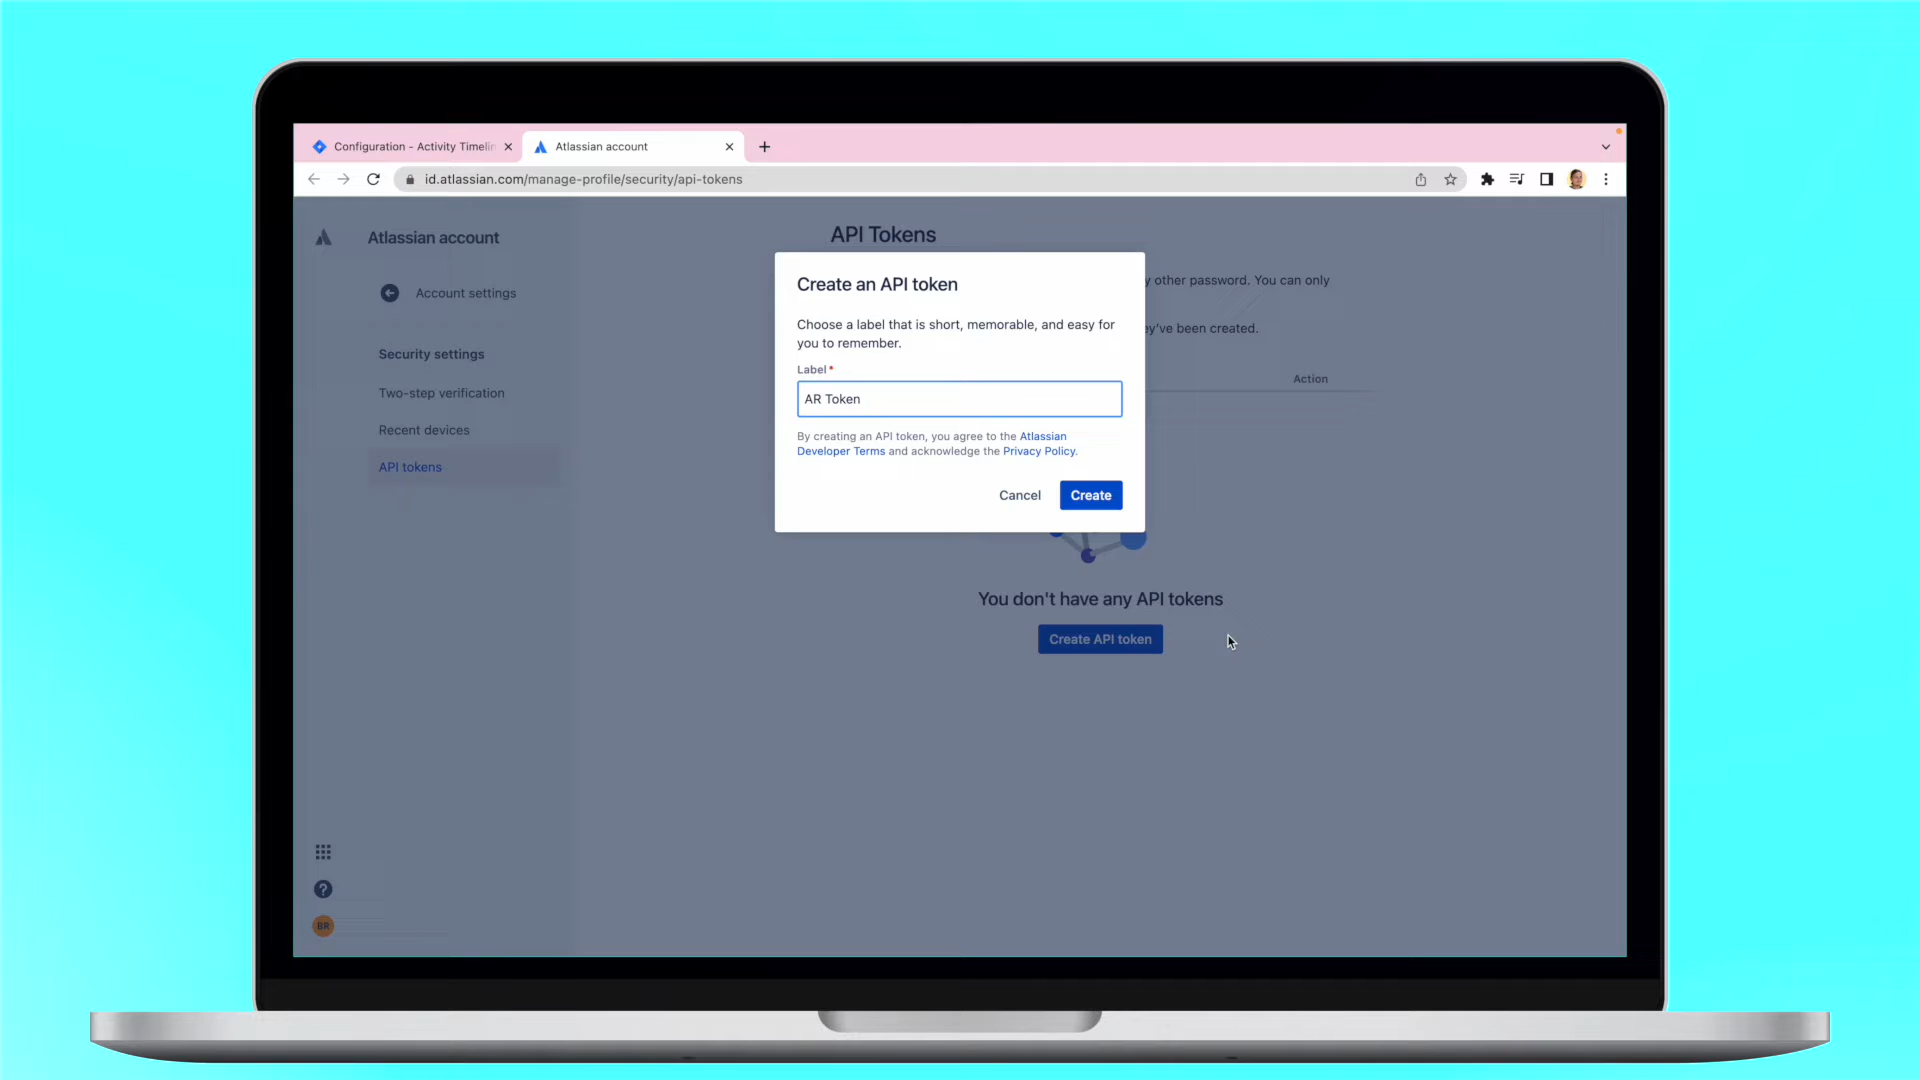 Configuration - Activity Timelin
Atlassian account
id.atlassian.com/manage-profile/security/api-tokens
Atlassian account
Account settings
Security settings
Two-step verification
Recent devices
API tokens
BR
API Tokens
y other password. You can only
ey've been created.
Action
Create an API token
Choose a label that is short, memorable, and easy for
you to remember.
Label*
AR Token
By creating an API token, you agree to the Atlassian
Developer Terms and acknowledge the Privacy Policy.
Cancel
Create
You don't have any API tokens
Create API token